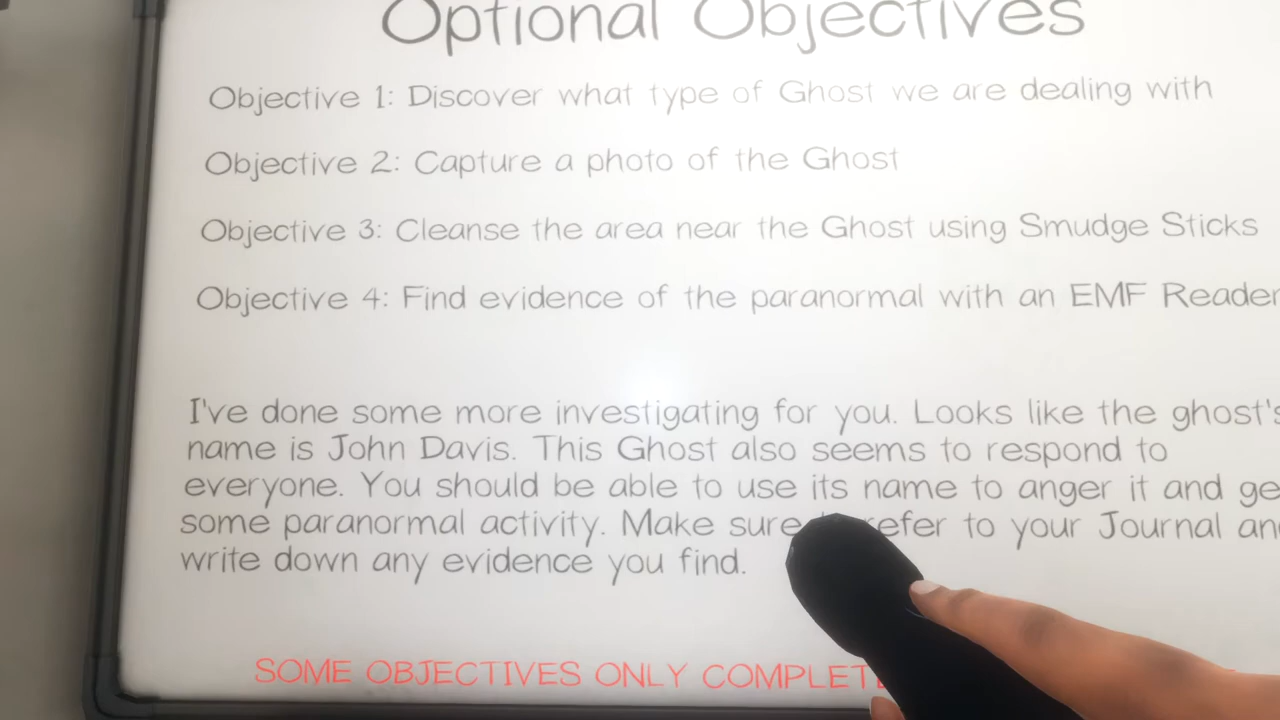 Optional Objectives
Objective 1: Discover what type of Ghost we are dealing with
Objective 2: Capture a photo of the Ghost
Objective 3: Cleanse the area near the Ghost using Smudge Sticks
Objective 4: Find evidence of the paranormal with an EMF Reader
I've done some more investigating for you. Looks like the ghost's
name is John Davis. This Ghost also seems to respond to
everyone. You should be able to use its name to anger it and ge
some paranormal activity. Make sure refer to your Journal an
write down any evidence you find.
SOME OBJECTIVES ONLY COMPLETE